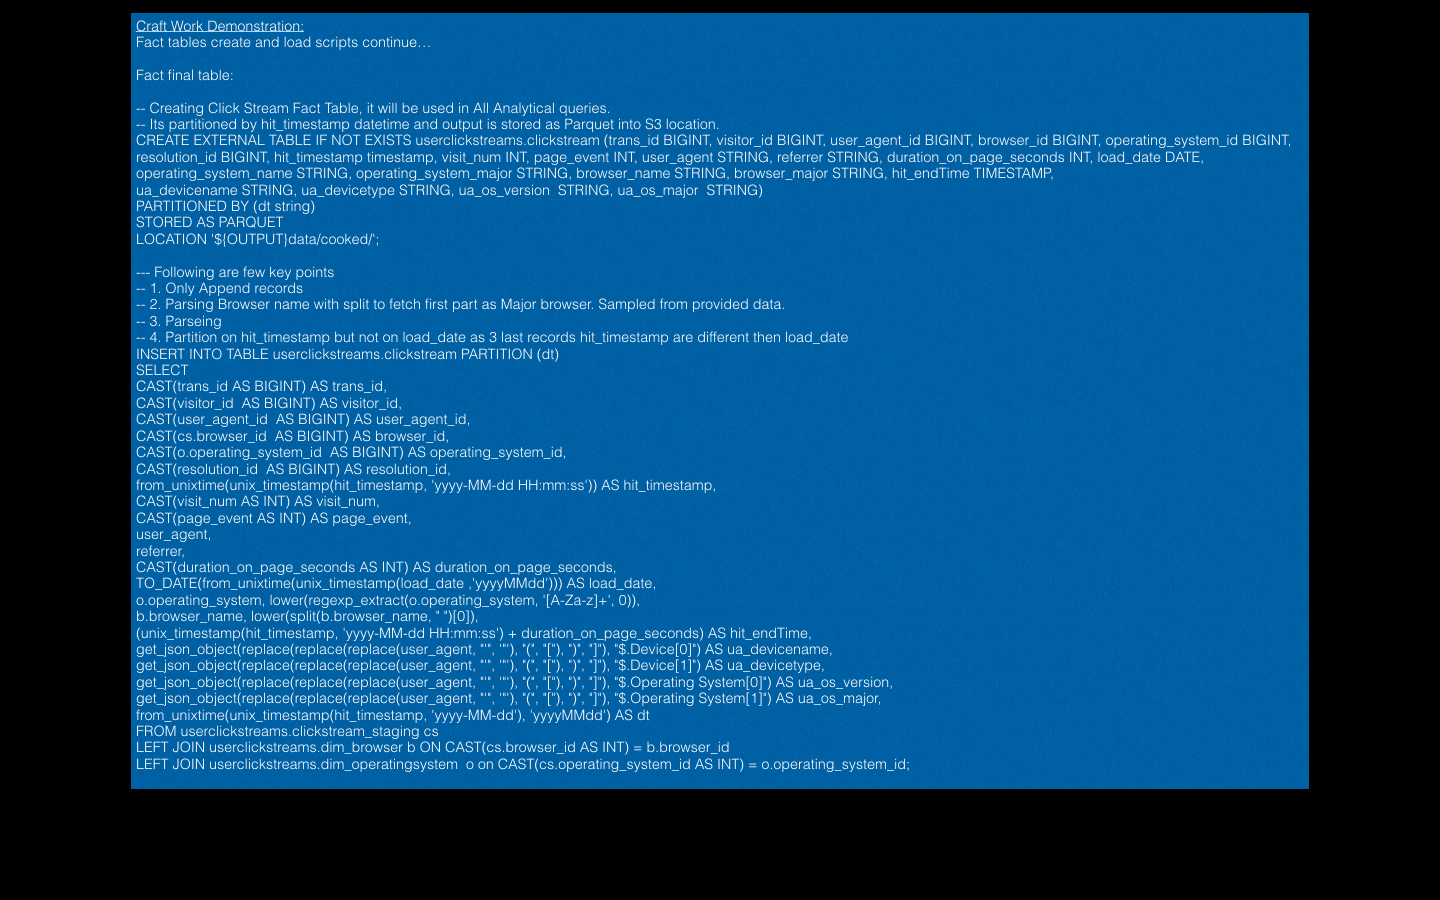 Craft Work Demonstration:
Fact tables create and load scripts continue…
Fact final table:
-- Creating Click Stream Fact Table, it will be used in All Analytical queries.
-- Its partitioned by hit_timestamp datetime and output is stored as Parquet into S3 location.
CREATE EXTERNAL TABLE IF NOT EXISTS userclickstreams.clickstream (trans_id BIGINT, visitor_id BIGINT, user_agent_id BIGINT, browser_id BIGINT, operating_system_id BIGINT,
resolution_id BIGINT, hit_timestamp timestamp, visit_num INT, page_event INT, user_agent STRING, referrer STRING, duration_on_page_seconds INT, load_date DATE,
operating_system_name STRING, operating_system_major STRING, browser_name STRING, browser_major STRING, hit_endTime TIMESTAMP,
ua_devicename STRING, ua_devicetype STRING, ua_os_version  STRING, ua_os_major  STRING)
PARTITIONED BY (dt string)
STORED AS PARQUET
LOCATION '${OUTPUT}data/cooked/';
--- Following are few key points
-- 1. Only Append records
-- 2. Parsing Browser name with split to fetch first part as Major browser. Sampled from provided data.
-- 3. Parseing
-- 4. Partition on hit_timestamp but not on load_date as 3 last records hit_timestamp are different then load_date
INSERT INTO TABLE userclickstreams.clickstream PARTITION (dt)
SELECT
CAST(trans_id AS BIGINT) AS trans_id,
CAST(visitor_id  AS BIGINT) AS visitor_id,
CAST(user_agent_id  AS BIGINT) AS user_agent_id,
CAST(cs.browser_id  AS BIGINT) AS browser_id,
CAST(o.operating_system_id  AS BIGINT) AS operating_system_id,
CAST(resolution_id  AS BIGINT) AS resolution_id,
from_unixtime(unix_timestamp(hit_timestamp, 'yyyy-MM-dd HH:mm:ss')) AS hit_timestamp,
CAST(visit_num AS INT) AS visit_num,
CAST(page_event AS INT) AS page_event,
user_agent,
referrer,
CAST(duration_on_page_seconds AS INT) AS duration_on_page_seconds,
TO_DATE(from_unixtime(unix_timestamp(load_date ,'yyyyMMdd'))) AS load_date,
o.operating_system, lower(regexp_extract(o.operating_system, '[A-Za-z]+', 0)),
b.browser_name, lower(split(b.browser_name, " ")[0]),
(unix_timestamp(hit_timestamp, 'yyyy-MM-dd HH:mm:ss') + duration_on_page_seconds) AS hit_endTime,
get_json_object(replace(replace(replace(user_agent, "'", '"'), "(", "["), ")", "]"), "$.Device[0]") AS ua_devicename,
get_json_object(replace(replace(replace(user_agent, "'", '"'), "(", "["), ")", "]"), "$.Device[1]") AS ua_devicetype,
get_json_object(replace(replace(replace(user_agent, "'", '"'), "(", "["), ")", "]"), "$.Operating System[0]") AS ua_os_version,
get_json_object(replace(replace(replace(user_agent, "'", '"'), "(", "["), ")", "]"), "$.Operating System[1]") AS ua_os_major,
from_unixtime(unix_timestamp(hit_timestamp, 'yyyy-MM-dd'), 'yyyyMMdd') AS dt
FROM userclickstreams.clickstream_staging cs
LEFT JOIN userclickstreams.dim_browser b ON CAST(cs.browser_id AS INT) = b.browser_id
LEFT JOIN userclickstreams.dim_operatingsystem  o on CAST(cs.operating_system_id AS INT) = o.operating_system_id;